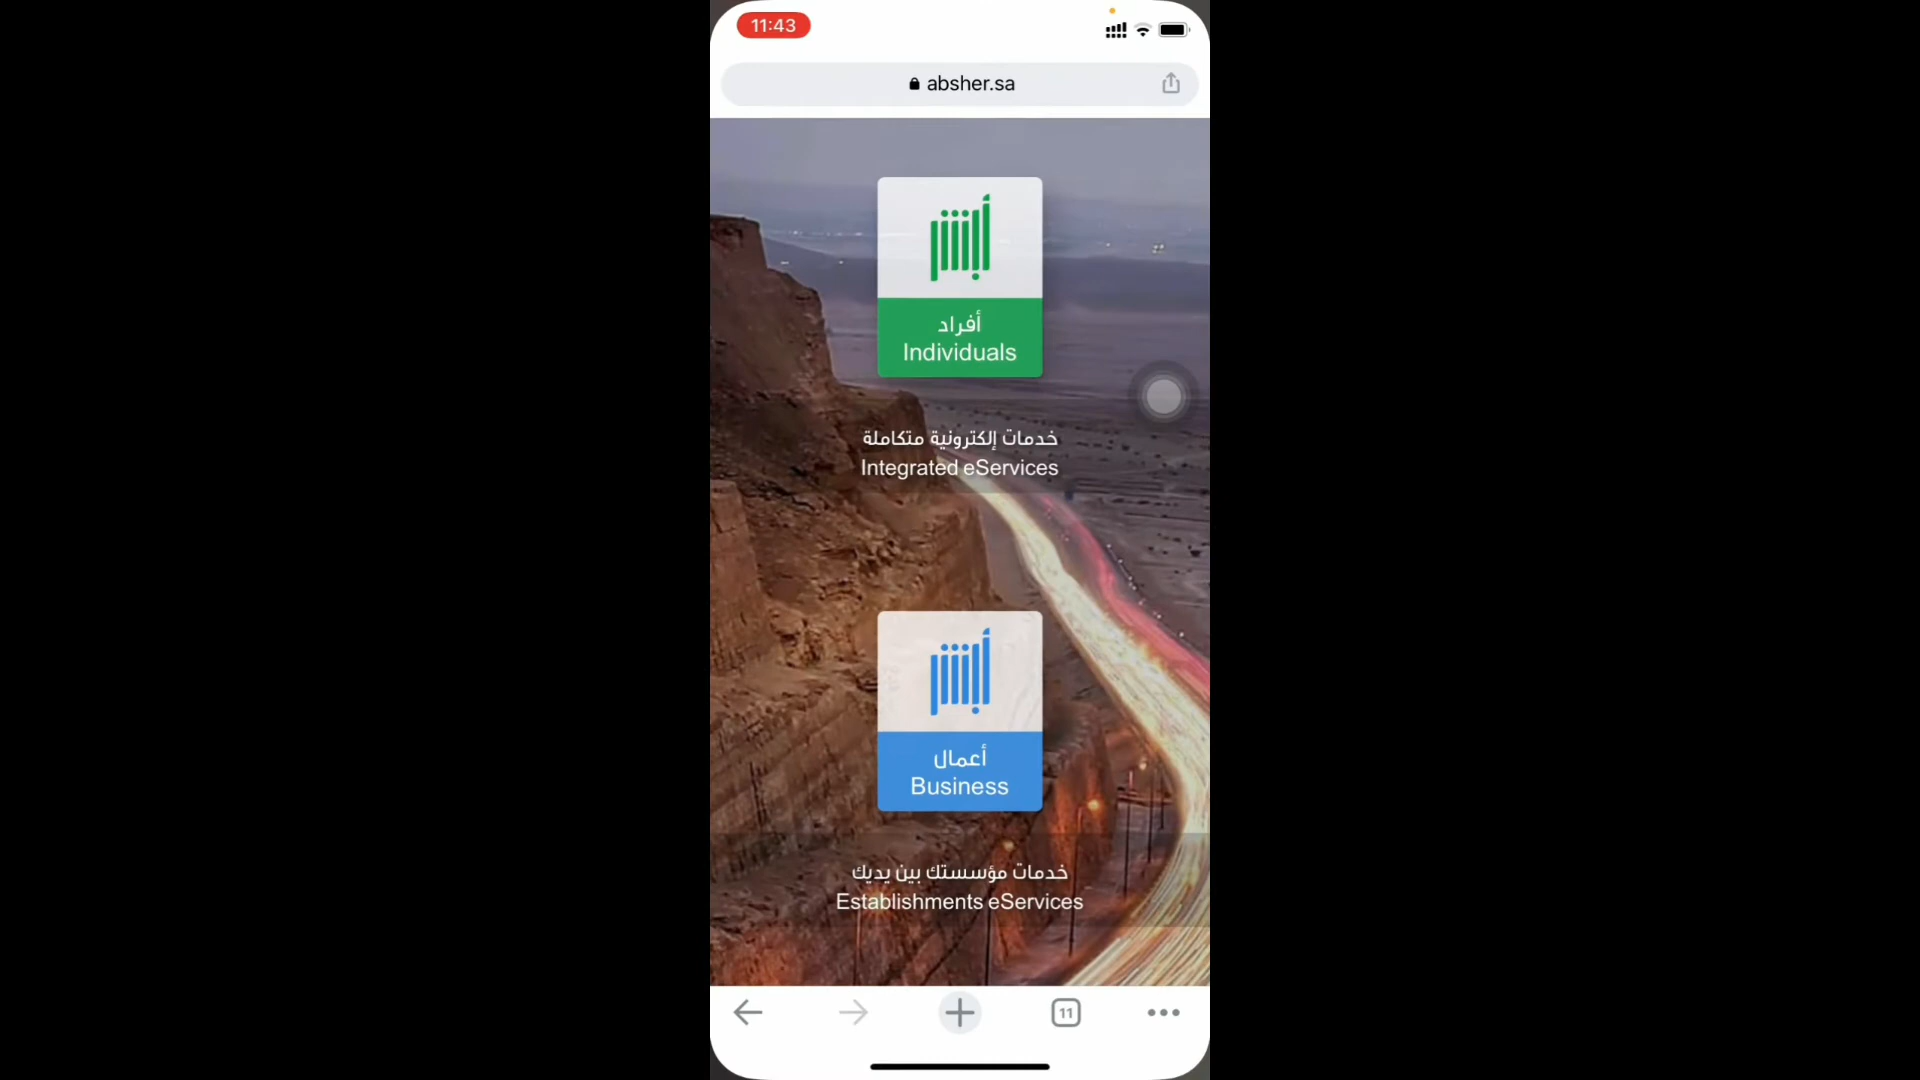 11:43
absher.sa
أبشر
أفراد
Individuals
خدمات إلكترونية متكاملة
Integrated eServices
أبشر
أعمال
Business
خدمات مؤسستك بين يديك
Establishments eServices
11